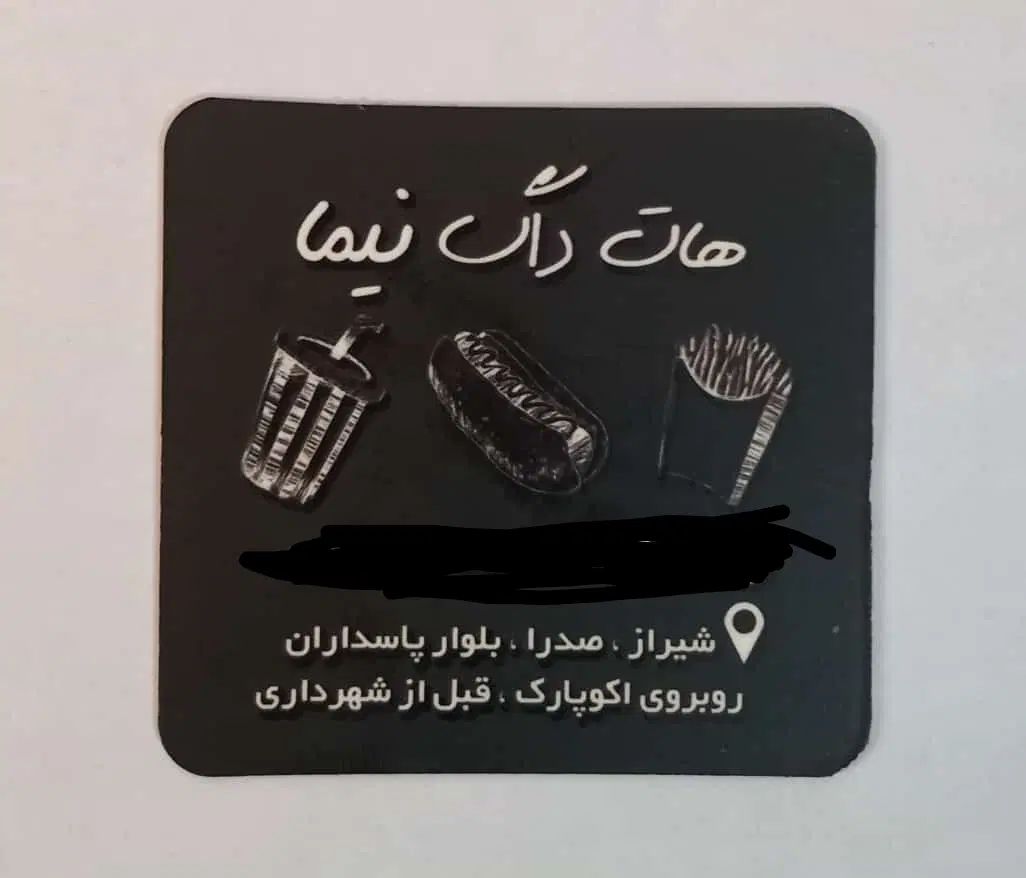 هات داگ نیما
شیراز ، صدرا ، بلوار پاسداران
روبروی اکوپارک ، قبل از شهرداری